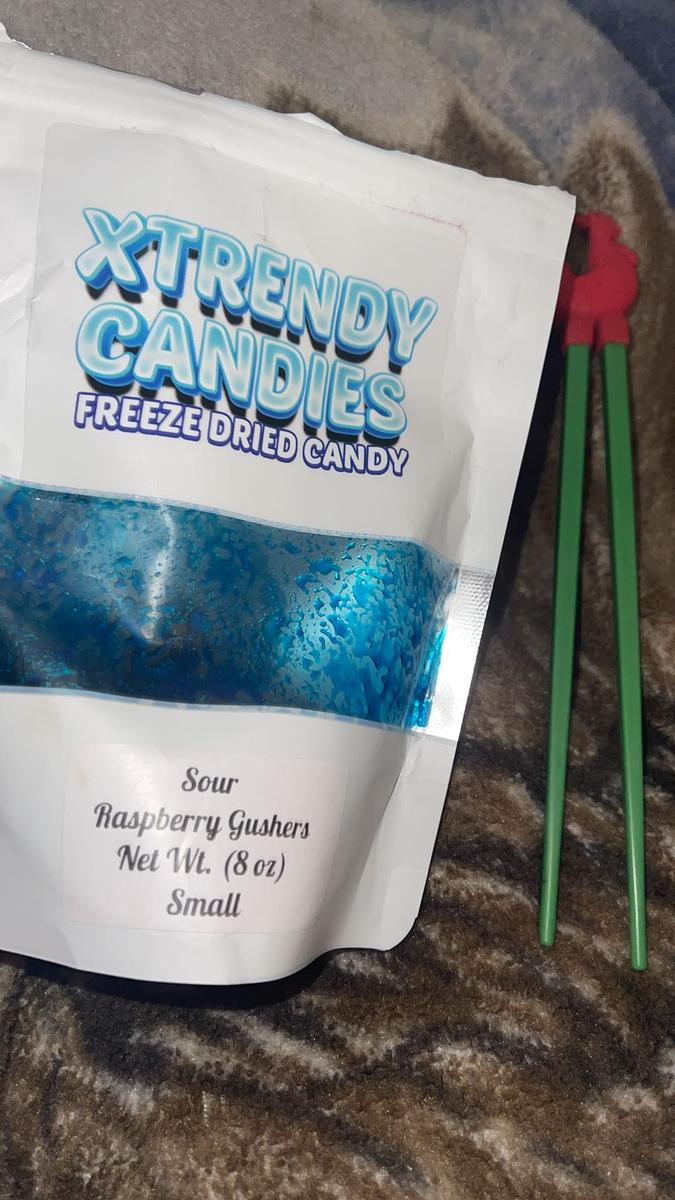 XTRENDY
CANDIES
FREEZE DRIED CANDY
Sour
Raspberry Gushers
Net Wt. (8 oz)
Small